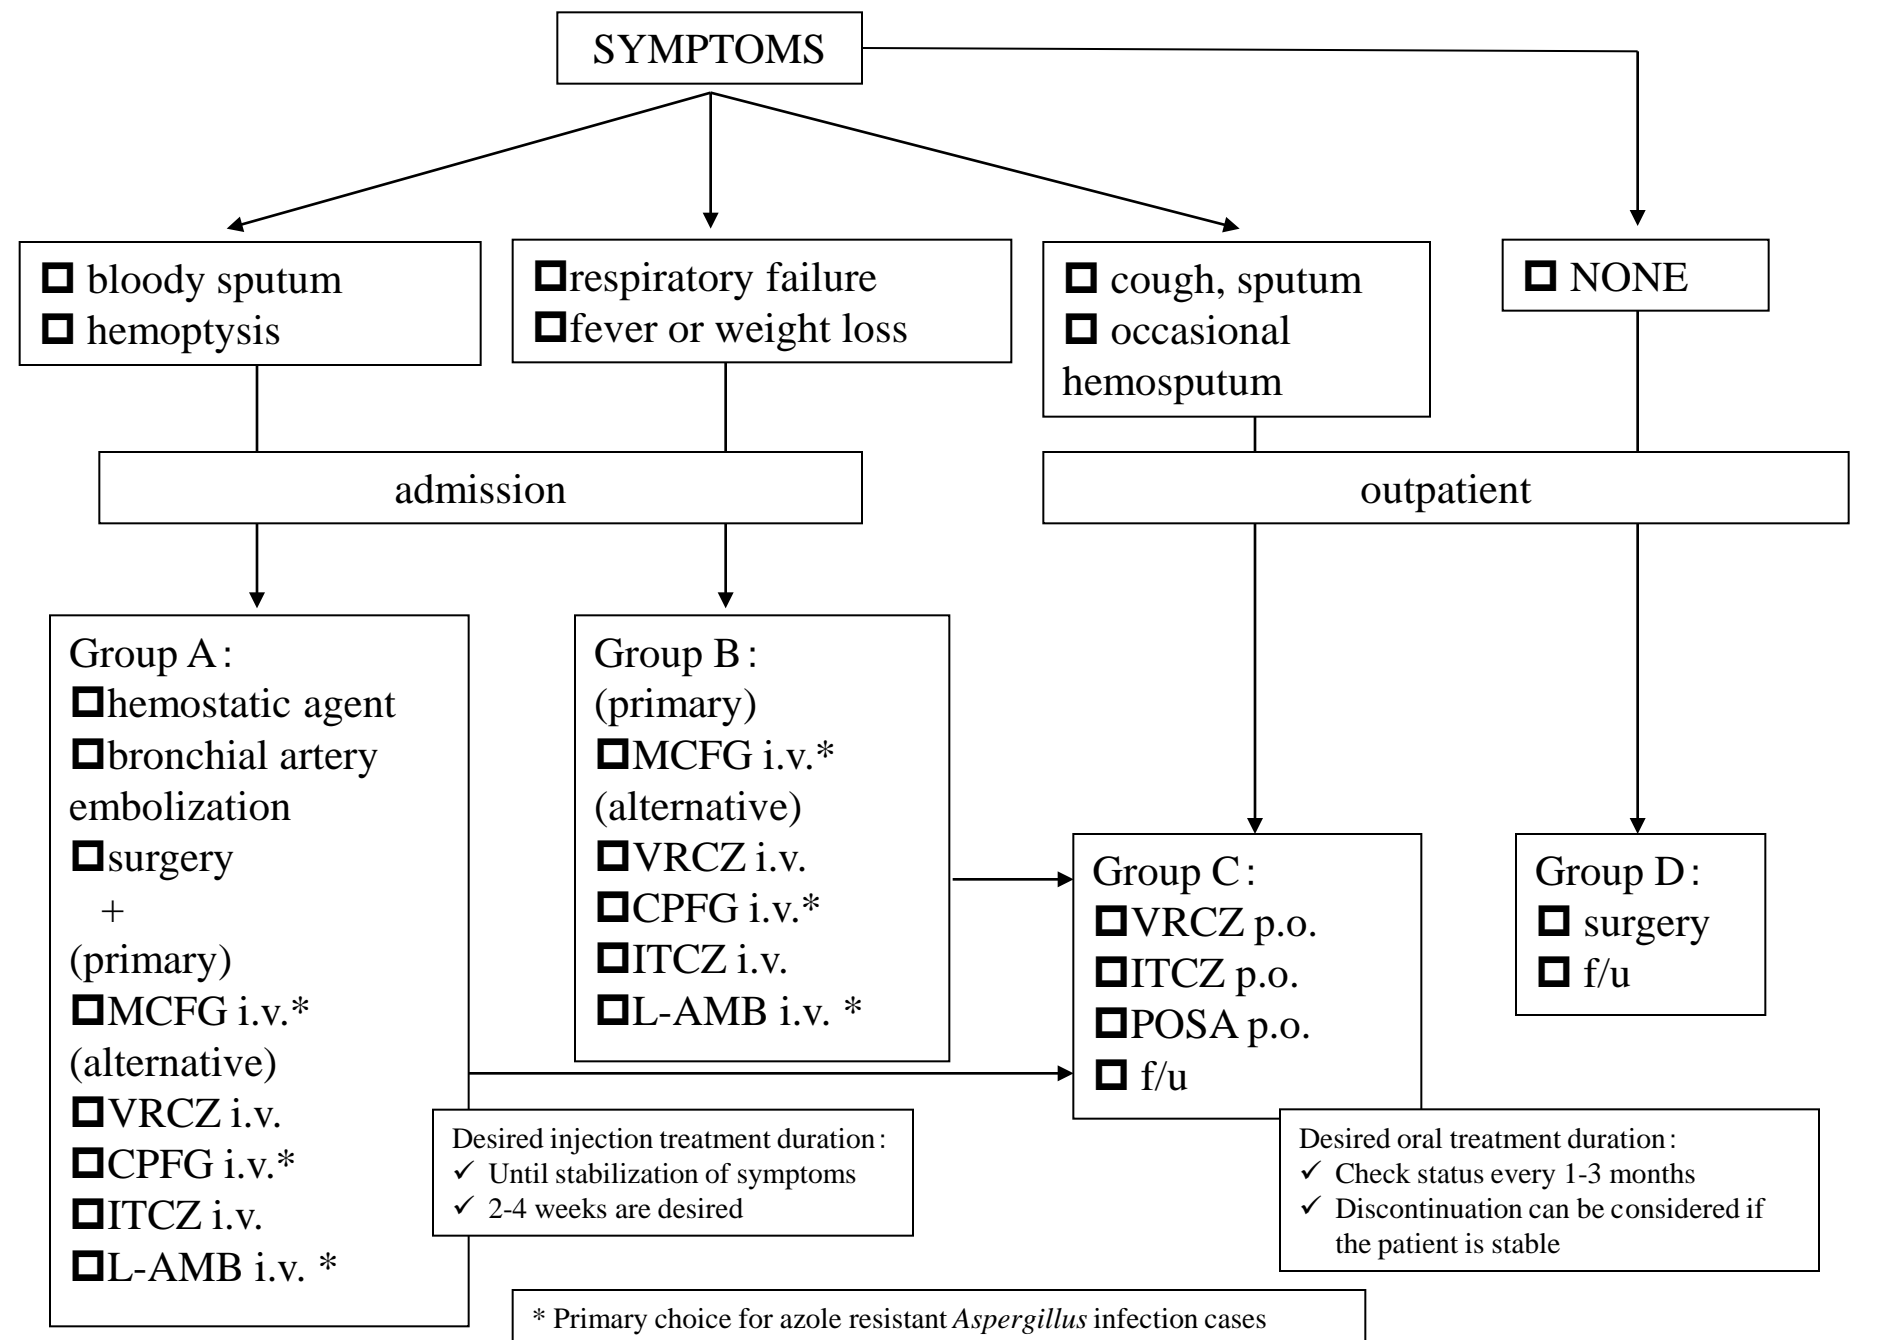 SYMPTOMS
☐ bloody sputum
☐ hemoptysis
☐respiratory failure
☐fever or weight loss
☐ cough, sputum
☐ occasional
hemosputum
☐ NONE
admission
outpatient
Group A:
☐hemostatic agent
☐bronchial artery
embolization
☐surgery
+
(primary)
☐MCFG i.v.*
(alternative)
☐VRCZ i.v.
☐CPFG i.v.*
☐ITCZ i.v.
☐L-AMB i.v. *
Group B:
(primary)
☐MCFG i.v.*
(alternative)
☐VRCZ i.v.
☐CPFG i.v.*
☐ITCZ i.v.
☐L-AMB i.v. *
Group C:
☐VRCZ p.o.
☐ITCZ p.o.
☐POSA p.o.
☐ f/u
Group D:
☐ surgery
☐ f/u
Desired injection treatment duration:
✓ Until stabilization of symptoms
✓ 2-4 weeks are desired
Desired oral treatment duration:
✓ Check status every 1-3 months
✓ Discontinuation can be considered if
the patient is stable
* Primary choice for azole resistant Aspergillus infection cases